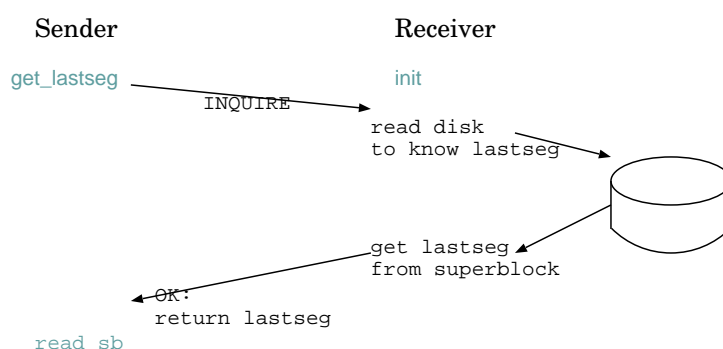 Sender
Receiver
get_lastseg
init
INQUIRE
read disk
to know lastseg
get lastseg
from superblock
OK:
return lastseg
read sb